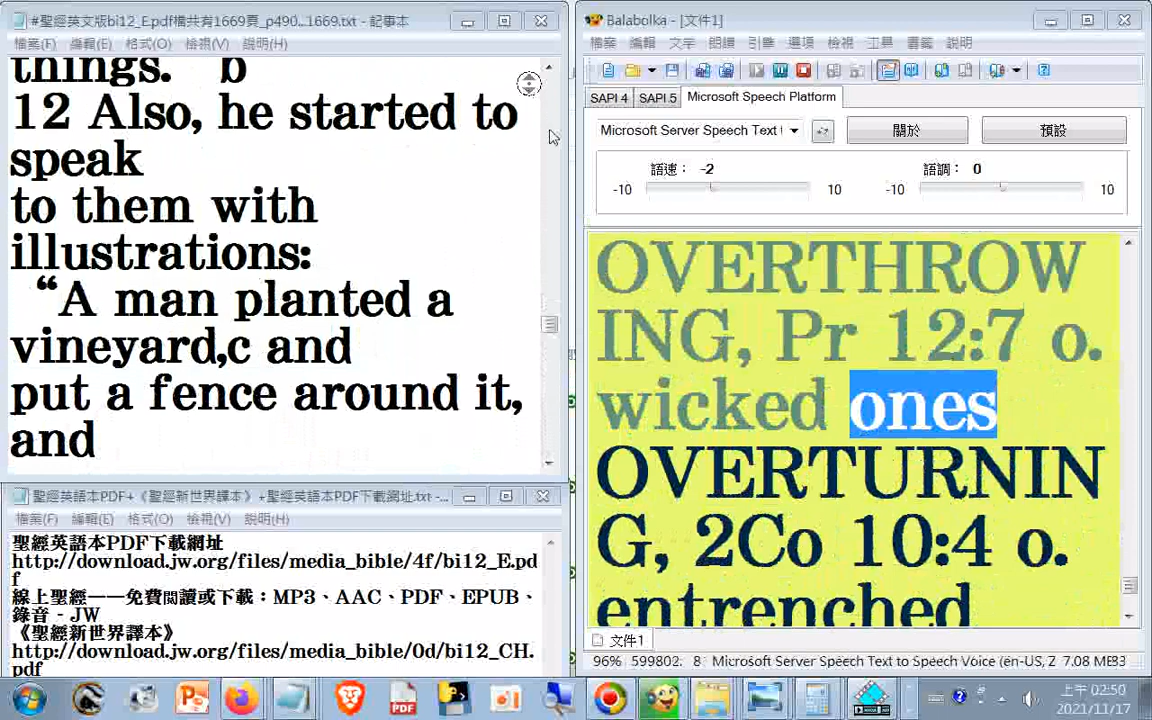 #聖經英文版bi12_E.pdf檔共有1669頁_p490...1669.txt - 記事本
檔案(F) 編輯(E) 格式(O) 檢視(V) 說明(H)
things. b
12 Also, he started to
speak
to them with
illustrations:
“A man planted a
vineyard,c and
put a fence around it,
and
聖經英語本PDF+《聖經新世界譯本》+聖經英語本PDF下載網址.txt - ...
檔案(F) 編輯(E) 格式(O) 檢視(V) 說明(H)
聖經英語本PDF下載網址
http://download.jw.org/files/media_bible/4f/bi12_E.pd
f
線上聖經——免費閱讀或下載：MP3、AAC、PDF、EPUB、
錄音 - JW
《聖經新世界譯本》
http://download.jw.org/files/media_bible/0d/bi12_CH.
pdf
Balabolka - [文件1]
檔案 編輯 文字 朗讀 引擎 選項 檢視 工具 書籤 說明
SAPI 4 SAPI 5 Microsoft Speech Platform
Microsoft Server Speech Text 關於 預設
語速： -2 語調： 0
-10 10 -10 10
OVERTHROW
ING, Pr 12:7 o.
wicked ones
OVERTURNIN
G, 2Co 10:4 o.
entrenched
文件1
96% 599802: 8 Microsoft Server Speech Text to Speech Voice (en-US, Z 7.08 MB
上午 02:50
2021/11/17